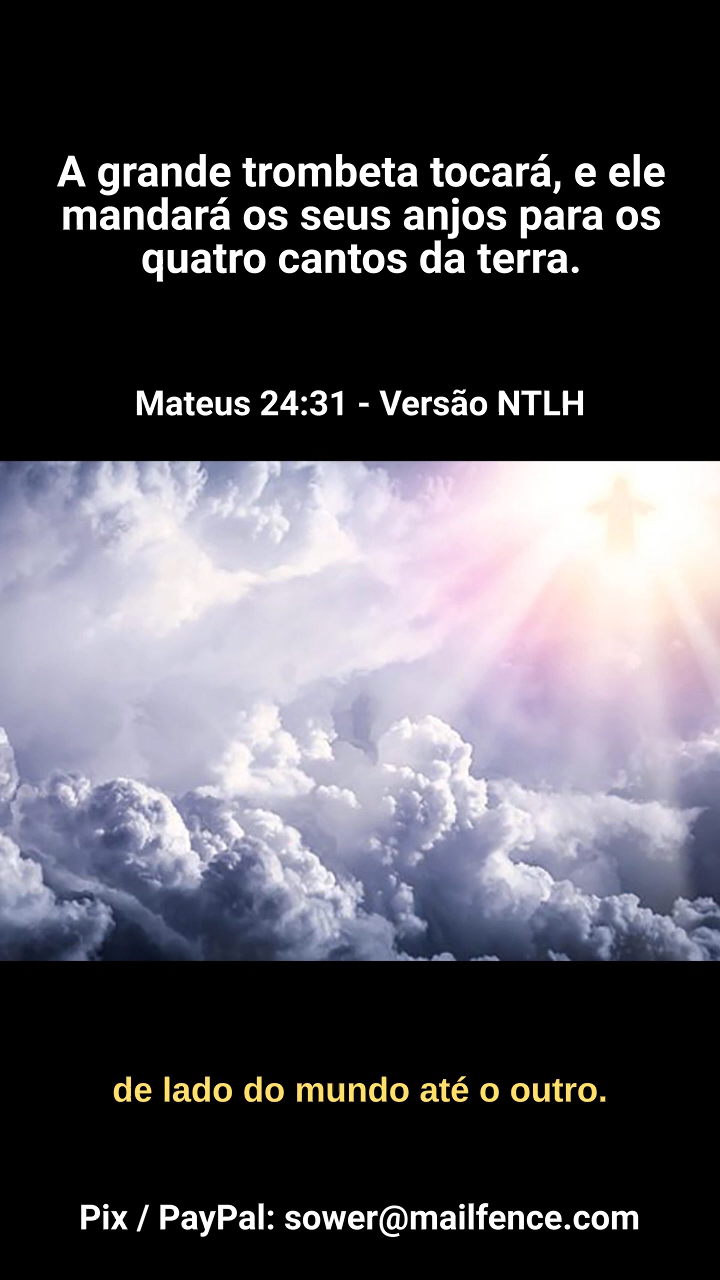 A grande trombeta tocará, e ele
mandará os seus anjos para os
quatro cantos da terra.
Mateus 24:31 - Versão NTLH
de lado do mundo até o outro.
Pix / PayPal: sower@mailfence.com